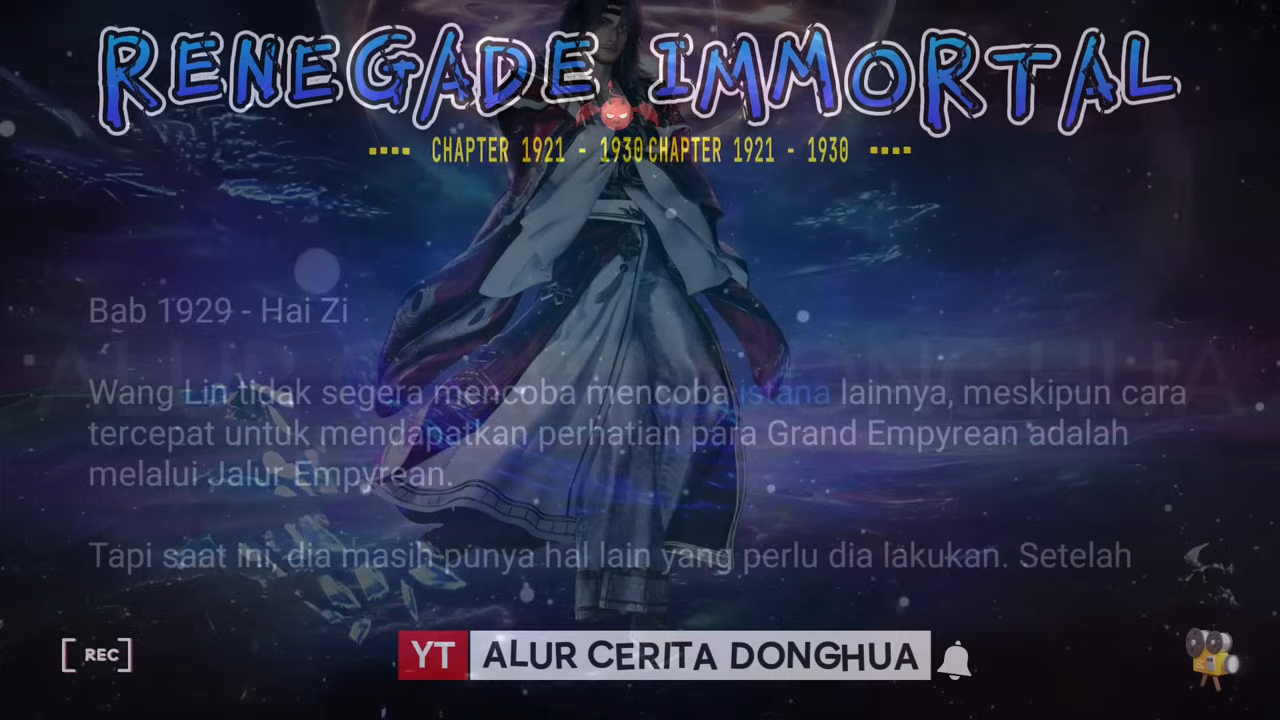 RENEGADE IMMORTAL
CHAPTER 1921 - 1930 CHAPTER 1921 - 1930
Bab 1929 - Hai Zi
Wang Lin tidak segera mencoba mencoba istana lainnya, meskipun cara
tercepat untuk mendapatkan perhatian para Grand Empyrean adalah
melalui Jalur Empyrean.
Tapi saat ini, dia masih punya hal lain yang perlu dia lakukan. Setelah
REC
YT ALUR CERITA DONGHUA